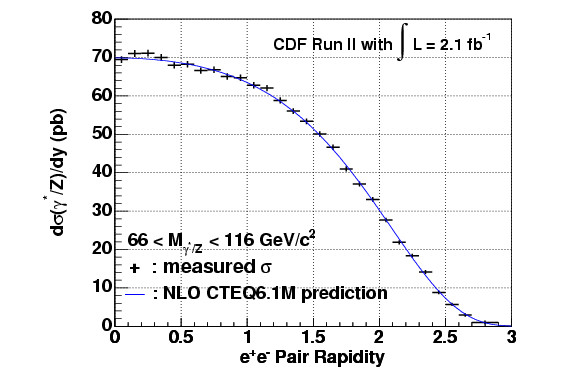 80
70
60
50
40
30
20
10
0
dσ(γ*/Z)/dy (pb)
CDF Run II with ∫ L = 2.1 fb⁻¹
66 < Mγ*/Z < 116 GeV/c²
+ : measured σ
— : NLO CTEQ6.1M prediction
0 0.5 1 1.5 2 2.5 3
e⁺e⁻ Pair Rapidity